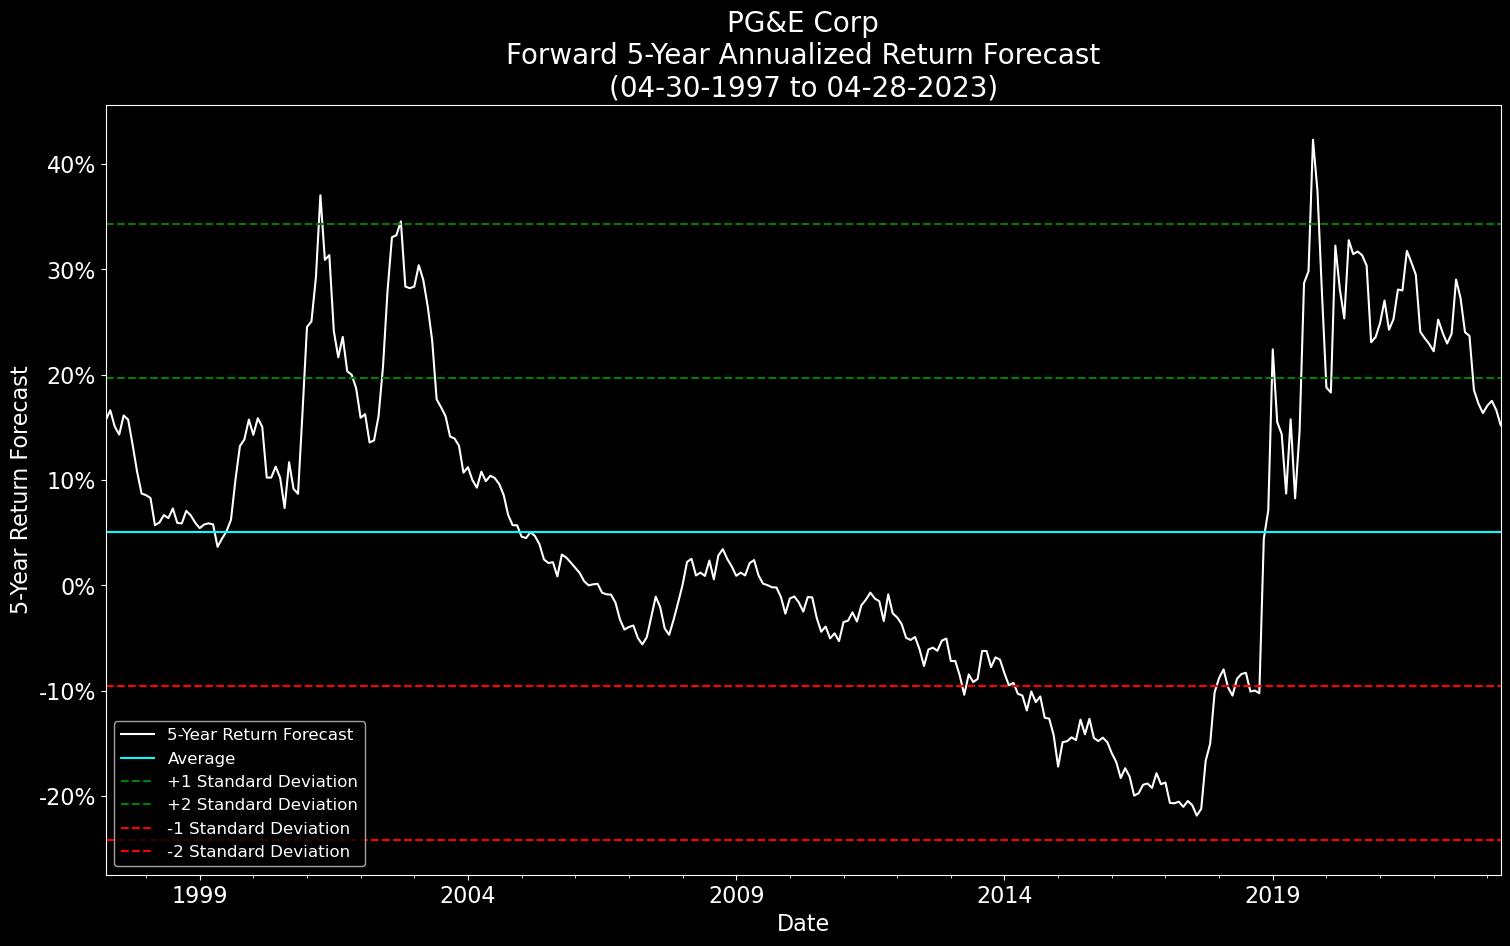 PG&E Corp
Forward 5-Year Annualized Return Forecast
(04-30-1997 to 04-28-2023)
5-Year Return Forecast
40%
30%
20%
10%
0%
-10%
-20%
5-Year Return Forecast
Average
+1 Standard Deviation
+2 Standard Deviation
-1 Standard Deviation
-2 Standard Deviation
1999
2004
2009
2014
2019
Date